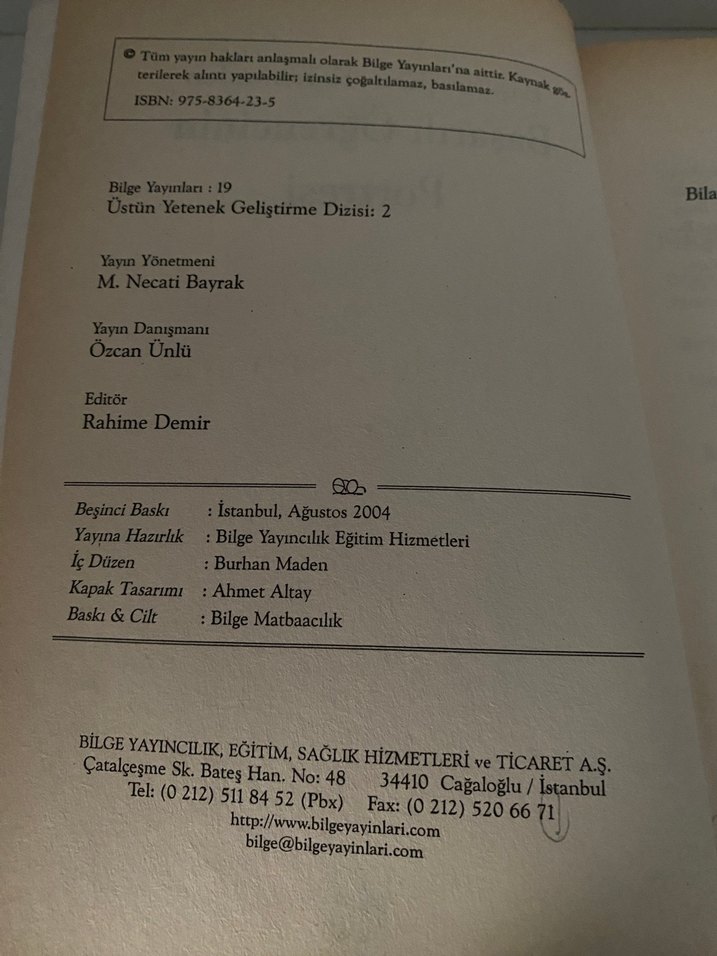 © Tüm yayın hakları anlaşmalı olarak Bilge Yayınları'na aittir. Kaynak gös-
terilerek alıntı yapılabilir; izinsiz çoğaltılamaz, basılamaz.
ISBN: 975-8364-23-5
Bilge Yayınları : 19
Üstün Yetenek Geliştirme Dizisi: 2
Yayın Yönetmeni
M. Necati Bayrak
Yayın Danışmanı
Özcan Ünlü
Editör
Rahime Demir
Beşinci Baskı : İstanbul, Ağustos 2004
Yayına Hazırlık : Bilge Yayıncılık Eğitim Hizmetleri
İç Düzen : Burhan Maden
Kapak Tasarımı : Ahmet Altay
Baskı & Cilt : Bilge Matbaacılık
BİLGE YAYINCILIK, EĞİTİM, SAĞLIK HİZMETLERİ ve TİCARET A.Ş.
Çatalçeşme Sk. Bateş Han. No: 48 34410 Cağaloğlu / İstanbul
Tel: (0 212) 511 84 52 (Pbx) Fax: (0 212) 520 66 71
http://www.bilgeyayinlari.com
bilge@bilgeyayinlari.com
Bila